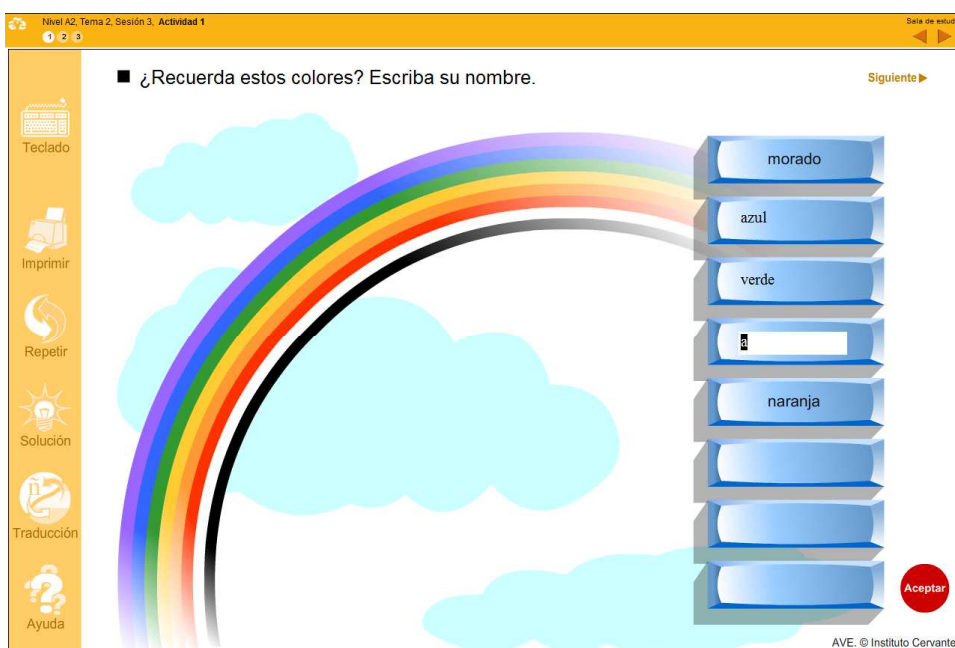 Nivel A2, Tema 2, Sesión 3, Actividad 1
Sala de estud
1 2 3
¿Recuerda estos colores? Escriba su nombre.
Siguiente
Teclado
Imprimir
Repetir
Solución
ñ
Traducción
Ayuda
morado
azul
verde
a
naranja
Aceptar
AVE. © Instituto Cervante